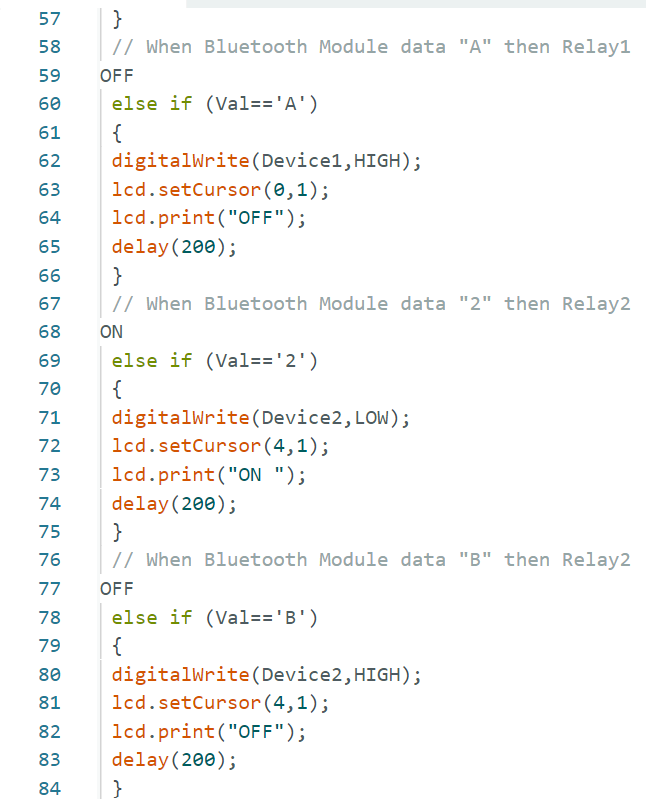 57 }
58 // When Bluetooth Module data "A" then Relay1
59 OFF
60 else if (Val=='A')
61 {
62 digitalWrite(Device1,HIGH);
63 lcd.setCursor(0,1);
64 lcd.print("OFF");
65 delay(200);
66 }
67 // When Bluetooth Module data "2" then Relay2
68 ON
69 else if (Val=='2')
70 {
71 digitalWrite(Device2,LOW);
72 lcd.setCursor(4,1);
73 lcd.print("ON ");
74 delay(200);
75 }
76 // When Bluetooth Module data "B" then Relay2
77 OFF
78 else if (Val=='B')
79 {
80 digitalWrite(Device2,HIGH);
81 lcd.setCursor(4,1);
82 lcd.print("OFF");
83 delay(200);
84 }